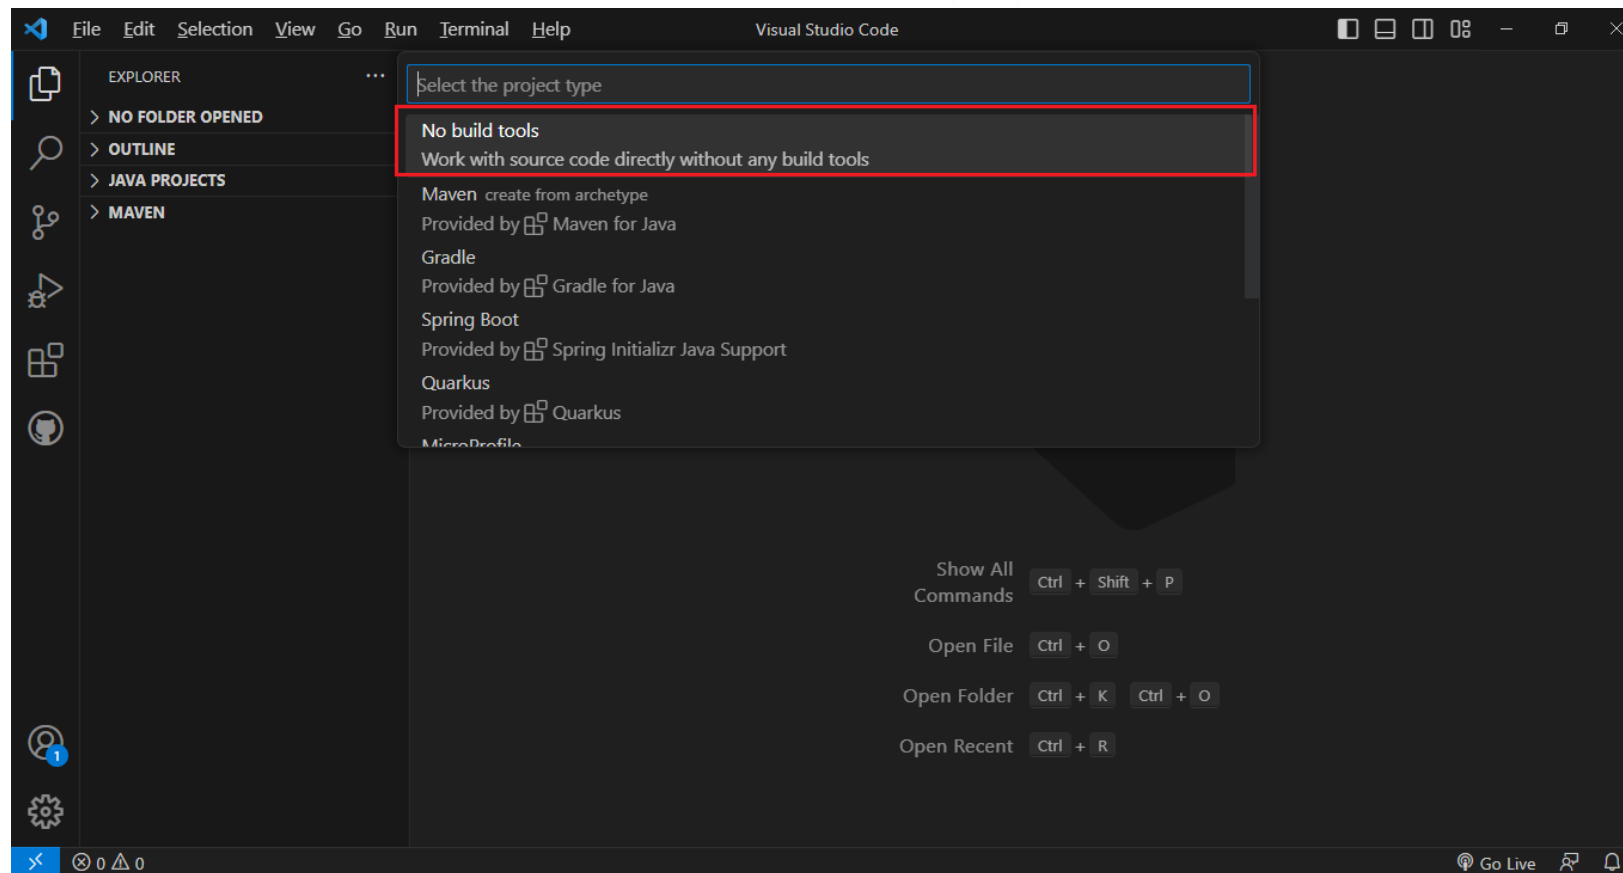 File Edit Selection View Go Run Terminal Help
Visual Studio Code
EXPLORER
NO FOLDER OPENED
OUTLINE
JAVA PROJECTS
MAVEN
Select the project type
No build tools
Work with source code directly without any build tools
Maven create from archetype
Provided by Maven for Java
Gradle
Provided by Gradle for Java
Spring Boot
Provided by Spring Initializr Java Support
Quarkus
Provided by Quarkus
MicroProfile
Show All
Commands
Ctrl + Shift + P
Open File Ctrl + O
Open Folder Ctrl + K Ctrl + O
Open Recent Ctrl + R
1
0 0
Go Live